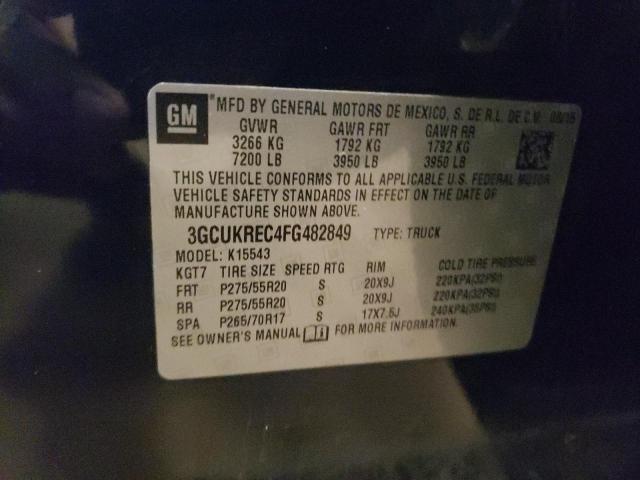 GM
MFD BY GENERAL MOTORS DE MEXICO, S. DE R.L. DE C.V. 08/15
GVWR GAWR FRT GAWR RR
3266 KG 1792 KG 1792 KG
7200 LB 3950 LB 3950 LB
THIS VEHICLE CONFORMS TO ALL APPLICABLE U.S. FEDERAL MOTOR
VEHICLE SAFETY STANDARDS IN EFFECT ON THE DATE OF
MANUFACTURE SHOWN ABOVE.
3GCUKREC4FG482849 TYPE: TRUCK
MODEL: K15543
KGT7 TIRE SIZE SPEED RTG RIM COLD TIRE PRESSURE
FRT P275/55R20 S 20X9J 220KPA(32PSI)
RR P275/55R20 S 20X9J 220KPA(32PSI)
SPA P265/70R17 S 17X7.5J 240KPA(35PSI)
SEE OWNER'S MANUAL FOR MORE INFORMATION.